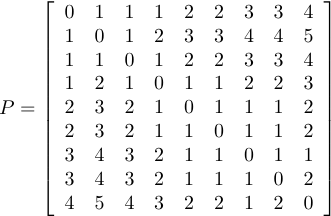 P =
0 1 1 1 2 2 3 3 4
1 0 1 2 3 3 4 4 5
1 1 0 1 2 2 3 3 4
1 2 1 0 1 1 2 2 3
2 3 2 1 0 1 1 1 2
2 3 2 1 1 0 1 1 2
3 4 3 2 1 1 0 1 1
3 4 3 2 1 1 1 0 2
4 5 4 3 2 2 1 2 0